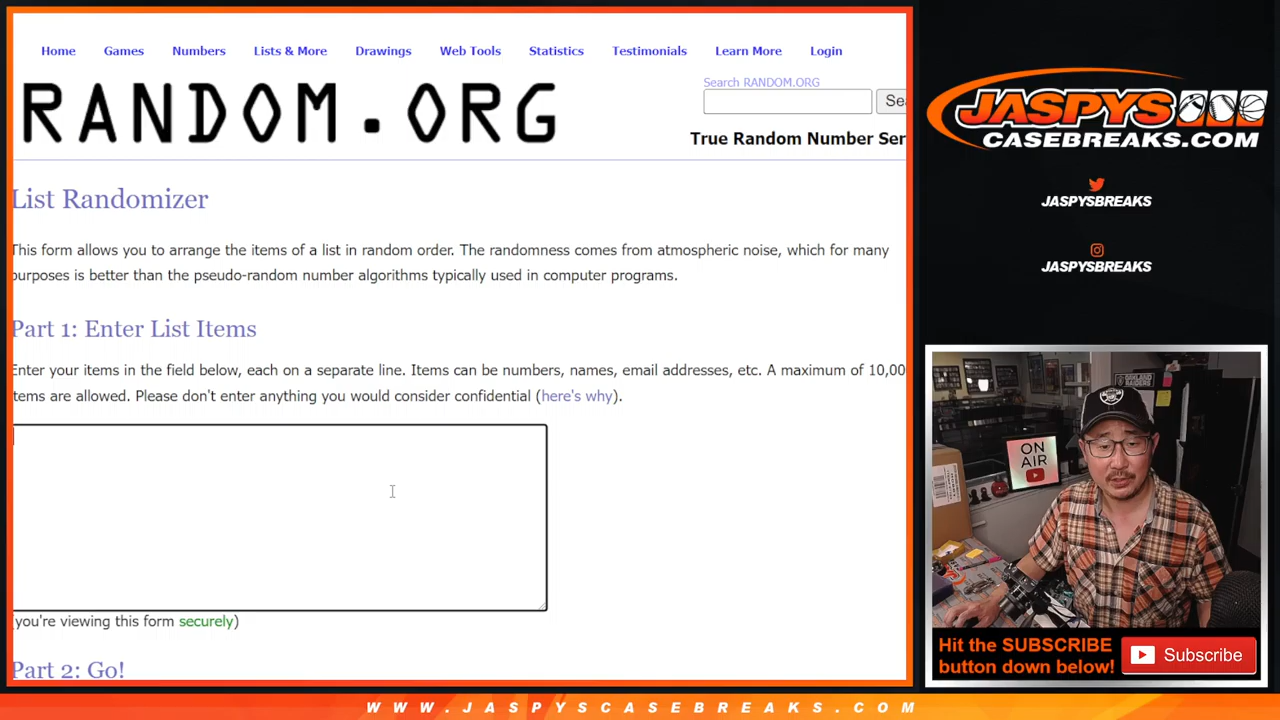 Home Games Numbers Lists & More Drawings Web Tools Statistics Testimonials Learn More Login
RANDOM.ORG
Search RANDOM.ORG
Sea
True Random Number Ser
List Randomizer
This form allows you to arrange the items of a list in random order. The randomness comes from atmospheric noise, which for many
purposes is better than the pseudo-random number algorithms typically used in computer programs.
Part 1: Enter List Items
Enter your items in the field below, each on a separate line. Items can be numbers, names, email addresses, etc. A maximum of 10,00
items are allowed. Please don't enter anything you would consider confidential (here's why).
(you're viewing this form securely)
Part 2: Go!
JASPYS
CASEBREAKS.COM
JASPYSBREAKS
JASPYSBREAKS
OAKLAND
RAIDERS
ON
AIR
Hit the SUBSCRIBE
button down below!
Subscribe
WWW.JASPYSCASEBREAKS.COM